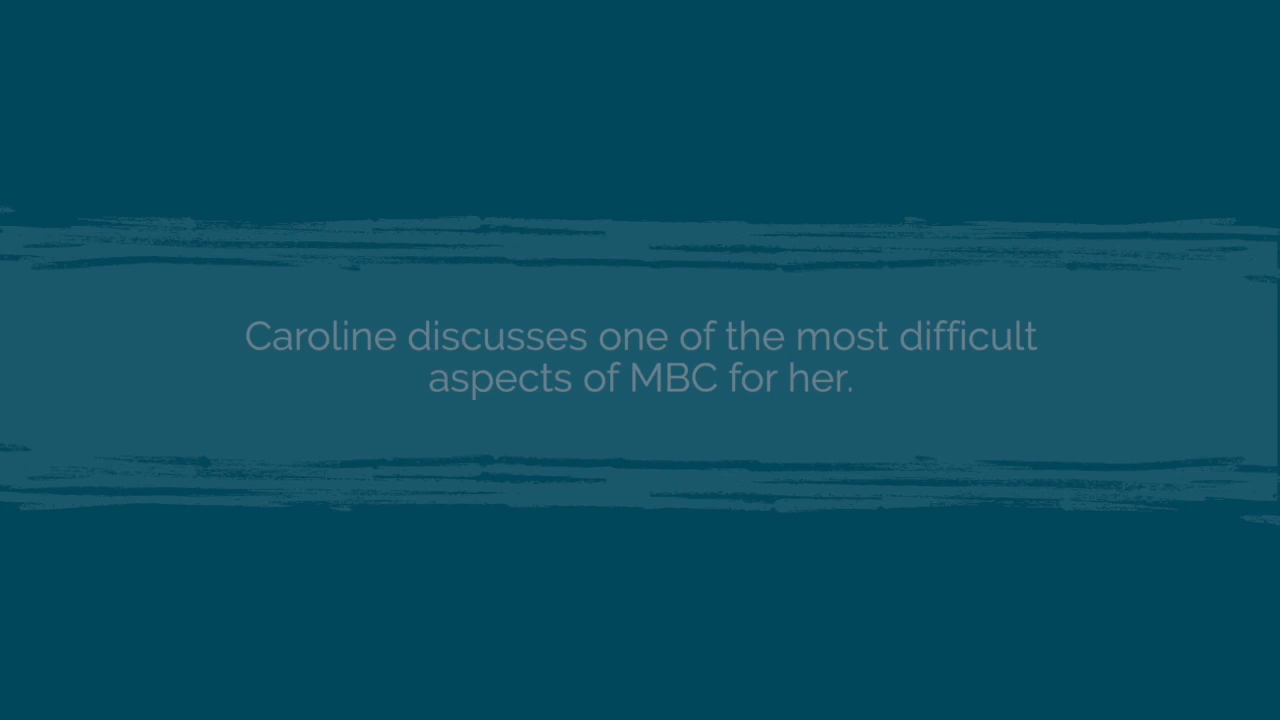 Caroline discusses one of the most difficult
aspects of MBC for her.